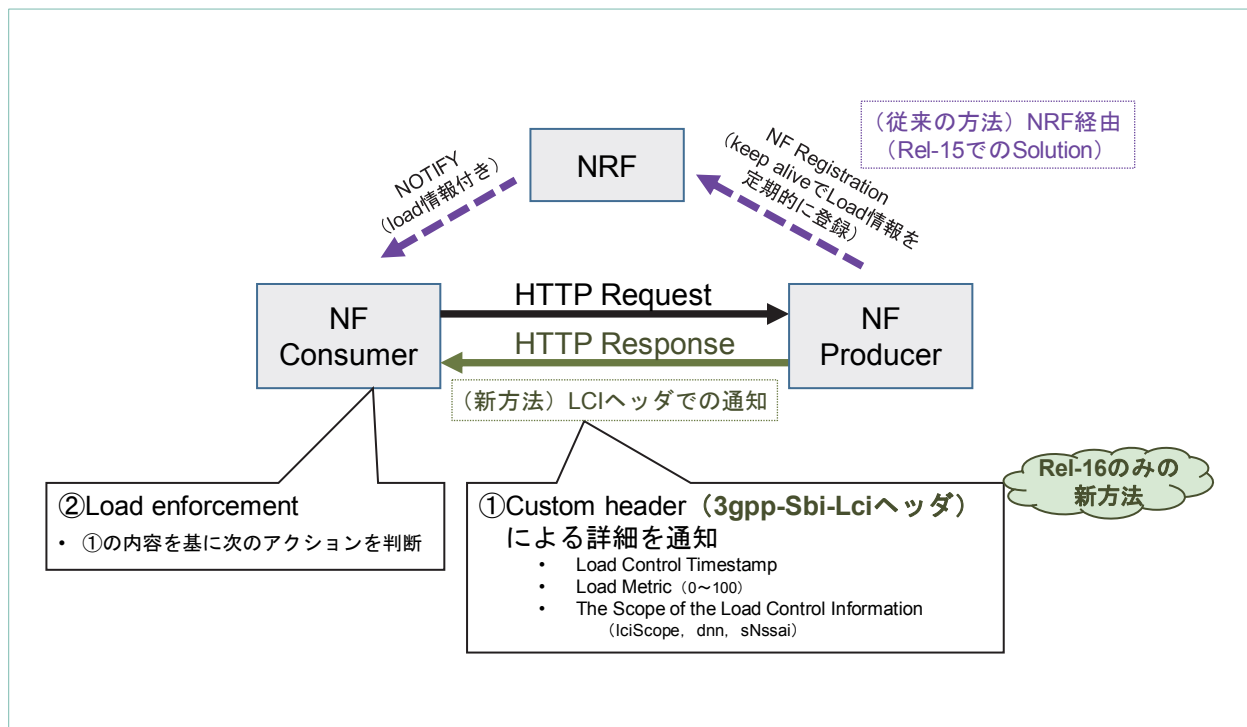 （従来の方法）NRF経由
（Rel-15でのSolution）
NRF
NOTIFY
（load情報付き）
NF Registration
（keep aliveでLoad情報を
定期的に登録）
NF
Consumer
HTTP Request
HTTP Response
NF
Producer
（新方法）LCIヘッダでの通知
Rel-16のみの
新方法
②Load enforcement
• ①の内容を基に次のアクションを判断
①Custom header（3gpp-Sbi-Lciヘッダ）
による詳細を通知
• Load Control Timestamp
• Load Metric（0～100）
• The Scope of the Load Control Information
（lciScope，dnn，sNssai）